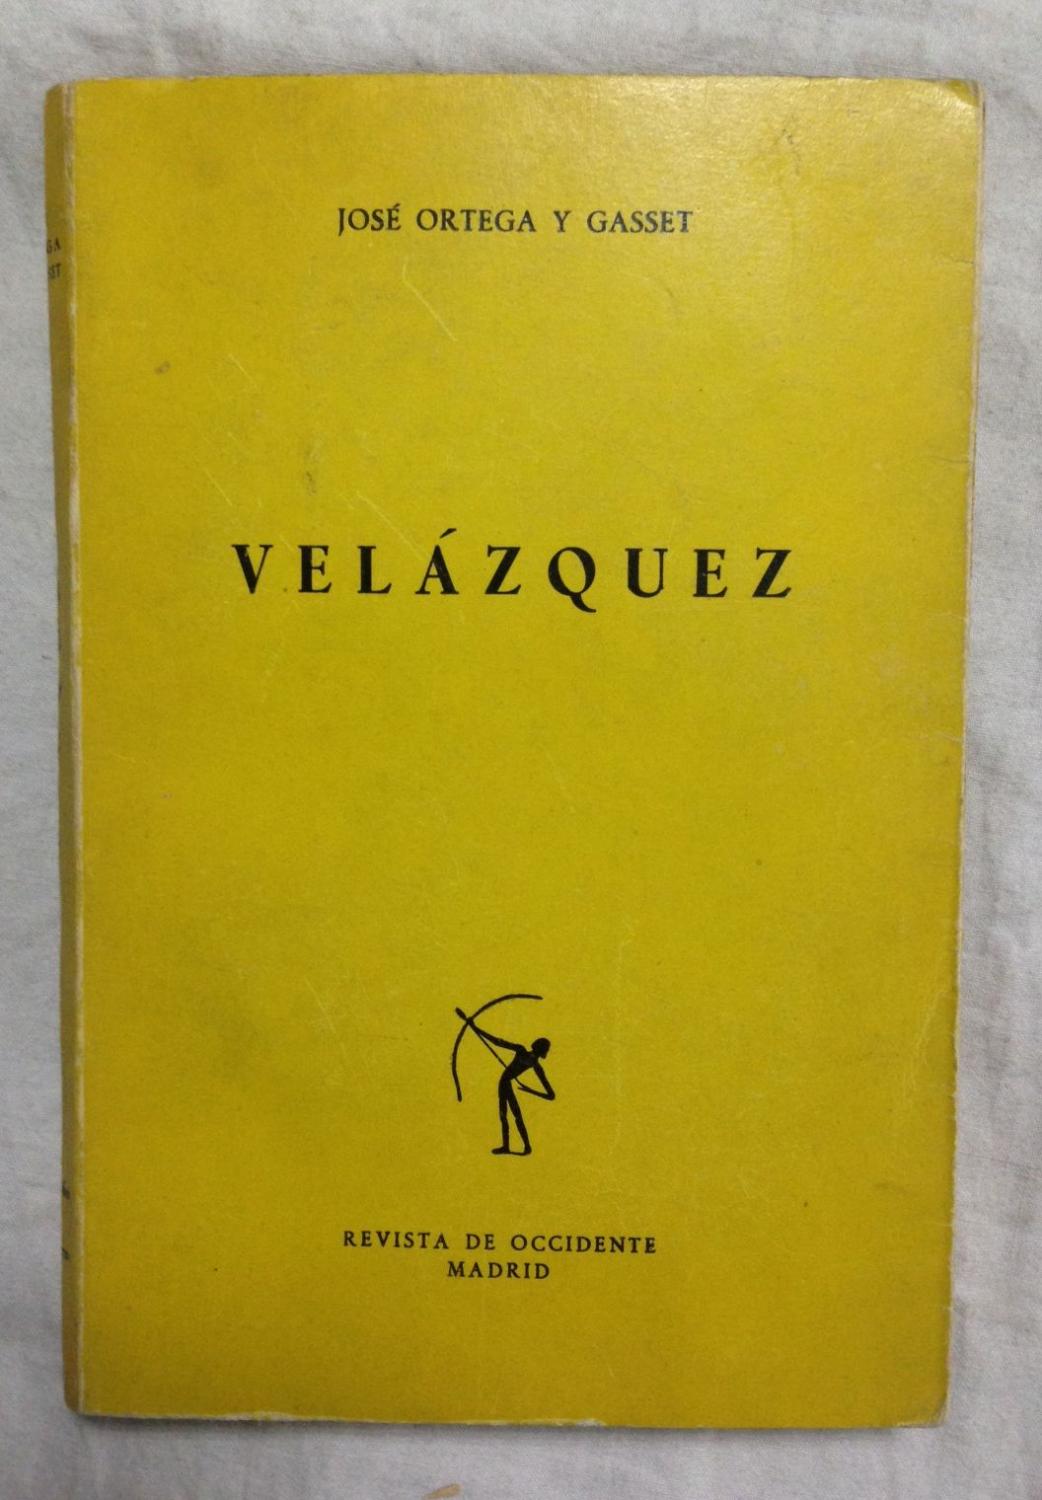 JOSÉ ORTEGA Y GASSET
VELÁZQUEZ
REVISTA DE OCCIDENTE
MADRID